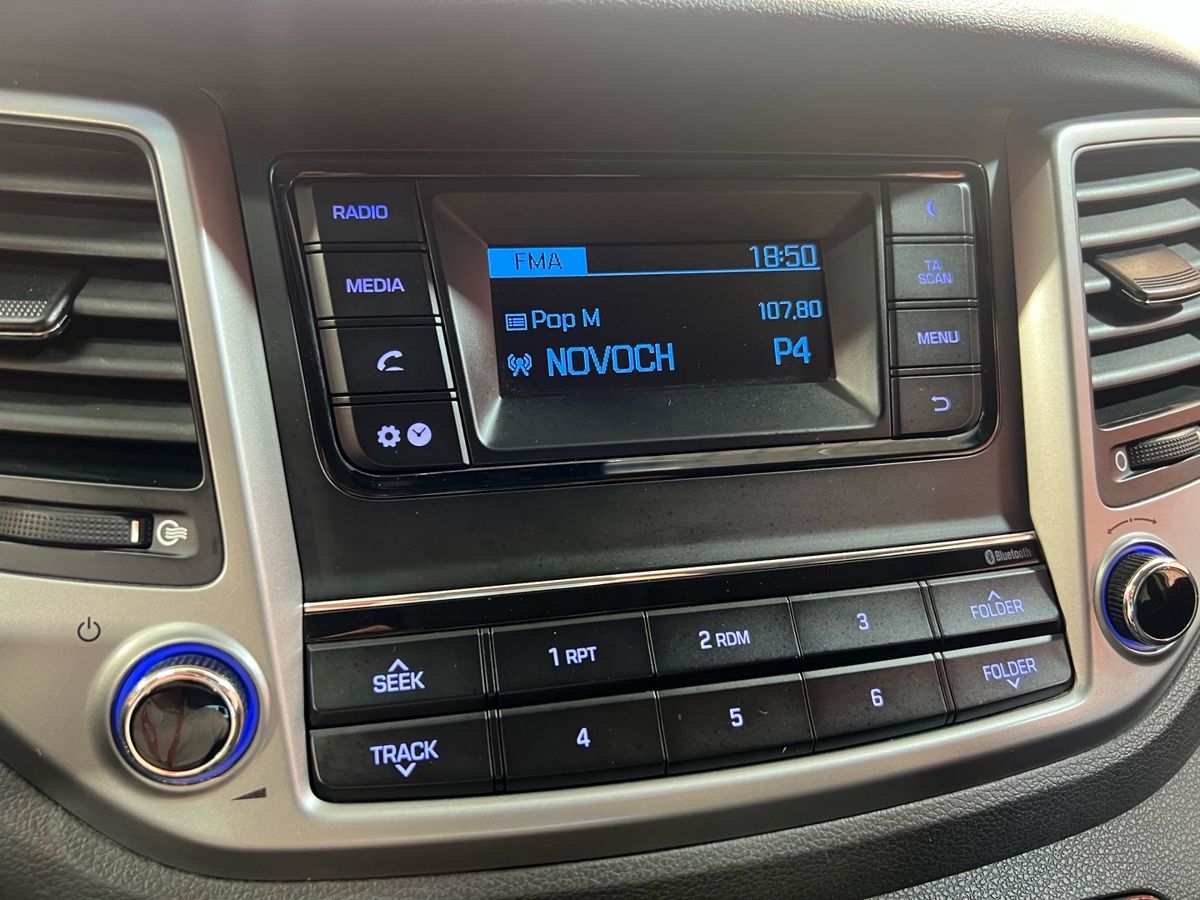 RADIO
MEDIA
FMA 18:50
Pop M 107.80
NOVOCH P4
TA
SCAN
MENU
Bluetooth
SEEK
1 RPT
2 RDM
3
FOLDER
TRACK
4
5
6
FOLDER
0